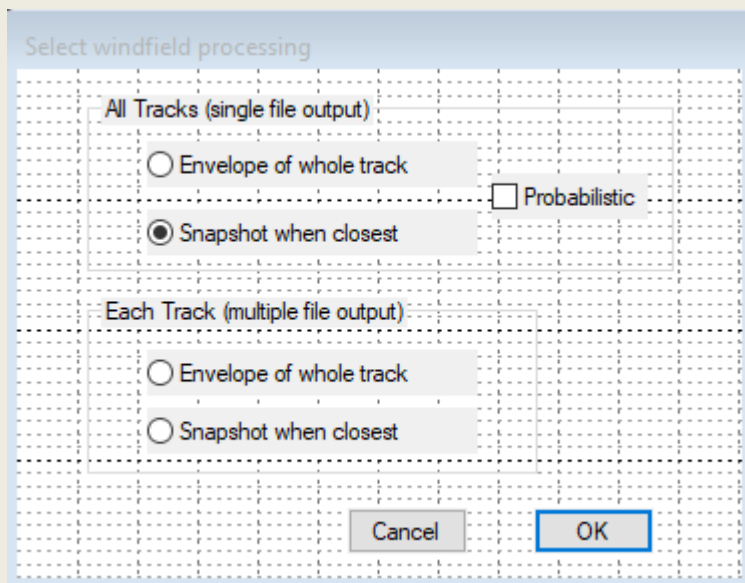 Select windfield processing
All Tracks (single file output)
Envelope of whole track
Probabilistic
Snapshot when closest
Each Track (multiple file output)
Envelope of whole track
Snapshot when closest
Cancel OK